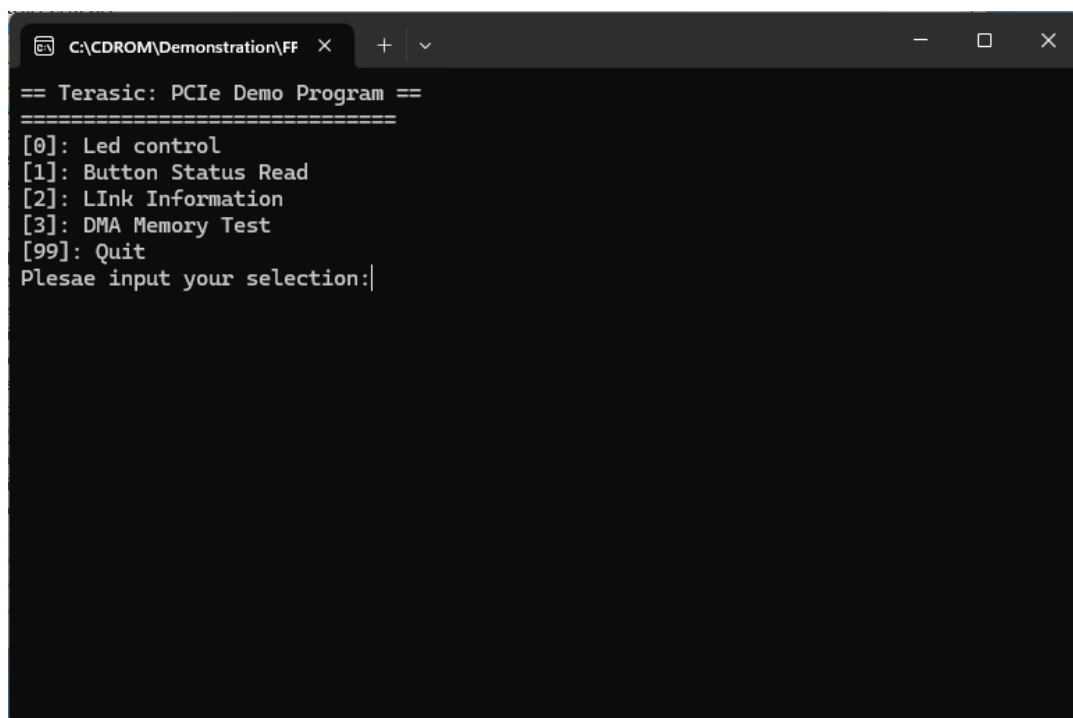 C:\CDROM\Demonstration\FF
== Terasic: PCIe Demo Program ==
==============================
[0]: Led control
[1]: Button Status Read
[2]: LInk Information
[3]: DMA Memory Test
[99]: Quit
Plesae input your selection: